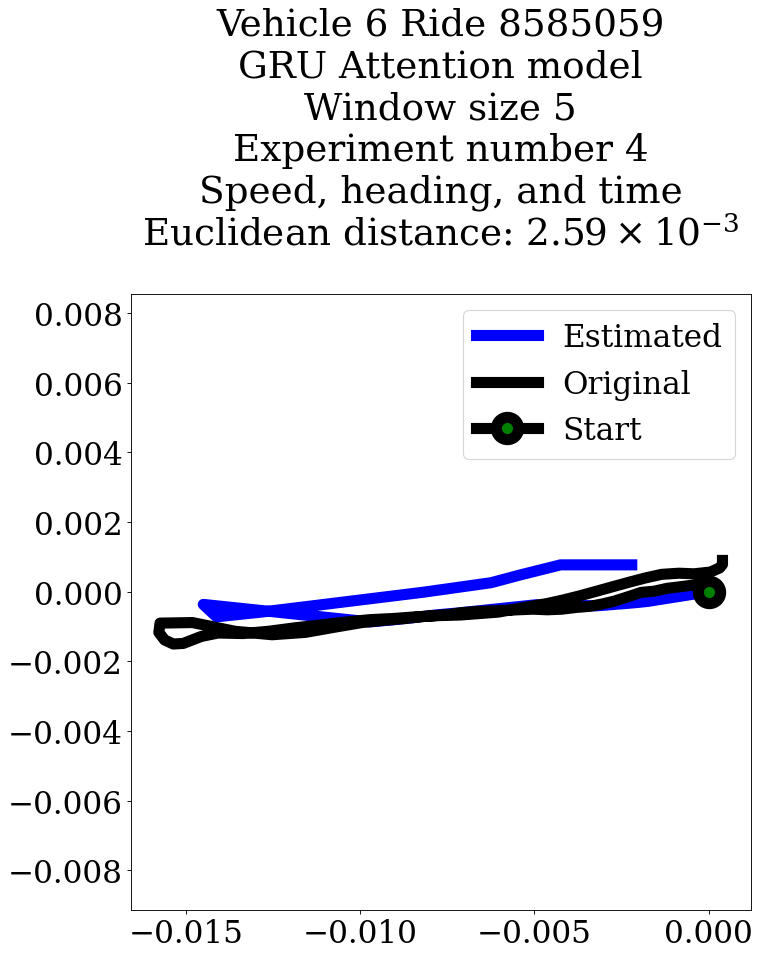 Vehicle 6 Ride 8585059
GRU Attention model
Window size 5
Experiment number 4
Speed, heading, and time
Euclidean distance: 2.59 × 10⁻³
Estimated
Original
Start
0.008
0.006
0.004
0.002
0.000
−0.002
−0.004
−0.006
−0.008
−0.015 −0.010 −0.005 0.000